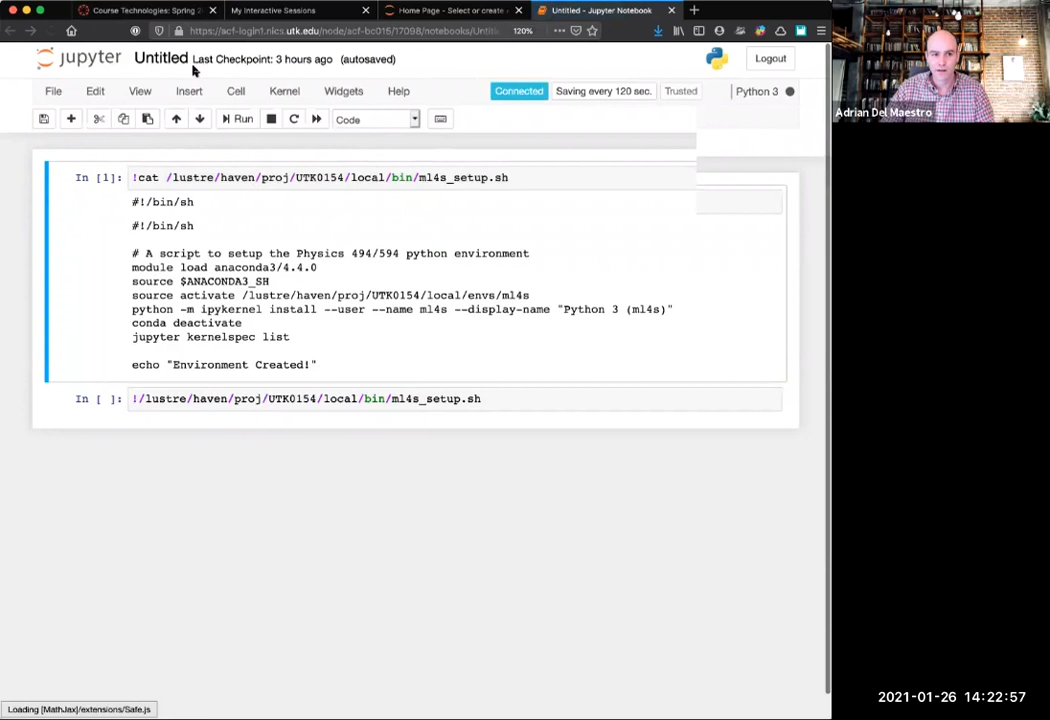 Course Technologies: Spring 2
My Interactive Sessions
Home Page - Select or create
Untitled - Jupyter Notebook
https://acf-login1.nics.utk.edu/node/acf-bc015/17098/notebooks/Untitl
120%
jupyter Untitled Last Checkpoint: 3 hours ago (autosaved)
Logout
File Edit View Insert Cell Kernel Widgets Help
Connected Saving every 120 sec. Trusted Python 3
Run Code
In [1]: !cat /lustre/haven/proj/UTK0154/local/bin/ml4s_setup.sh
#!/bin/sh
#!/bin/sh
# A script to setup the Physics 494/594 python environment
module load anaconda3/4.4.0
source $ANACONDA3_SH
source activate /lustre/haven/proj/UTK0154/local/envs/ml4s
python -m ipykernel install --user --name ml4s --display-name "Python 3 (ml4s)"
conda deactivate
jupyter kernelspec list
echo "Environment Created!"
In [ ]: !/lustre/haven/proj/UTK0154/local/bin/ml4s_setup.sh
Loading [MathJax]/extensions/Safe.js
Adrian Del Maestro
2021-01-26 14:22:57